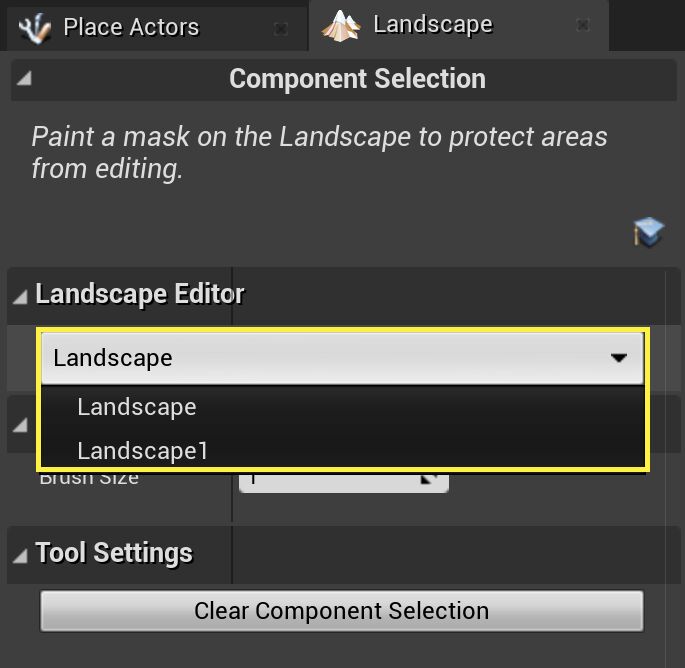 Place Actors
Landscape
Component Selection
Paint a mask on the Landscape to protect areas
from editing.
Landscape Editor
Landscape
Landscape
Landscape1
Brush Size
1
Tool Settings
Clear Component Selection